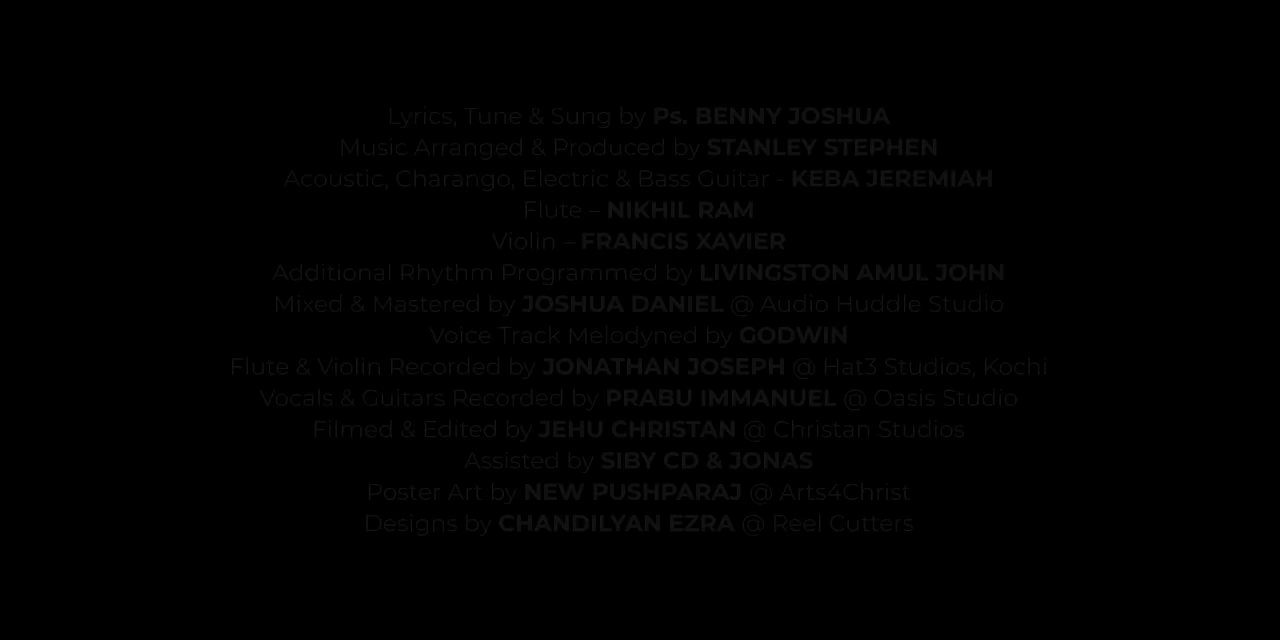 Lyrics, Tune & Sung by Ps. BENNY JOSHUA
Music Arranged & Produced by STANLEY STEPHEN
Acoustic, Charango, Electric & Bass Guitar - KEBA JEREMIAH
Flute – NIKHIL RAM
Violin – FRANCIS XAVIER
Additional Rhythm Programmed by LIVINGSTON AMUL JOHN
Mixed & Mastered by JOSHUA DANIEL @ Audio Huddle Studio
Voice Track Melodyned by GODWIN
Flute & Violin Recorded by JONATHAN JOSEPH @ Hat3 Studios, Kochi
Vocals & Guitars Recorded by PRABU IMMANUEL @ Oasis Studio
Filmed & Edited by JEHU CHRISTAN @ Christan Studios
Assisted by SIBY CD & JONAS
Poster Art by NEW PUSHPARAJ @ Arts4Christ
Designs by CHANDILYAN EZRA @ Reel Cutters